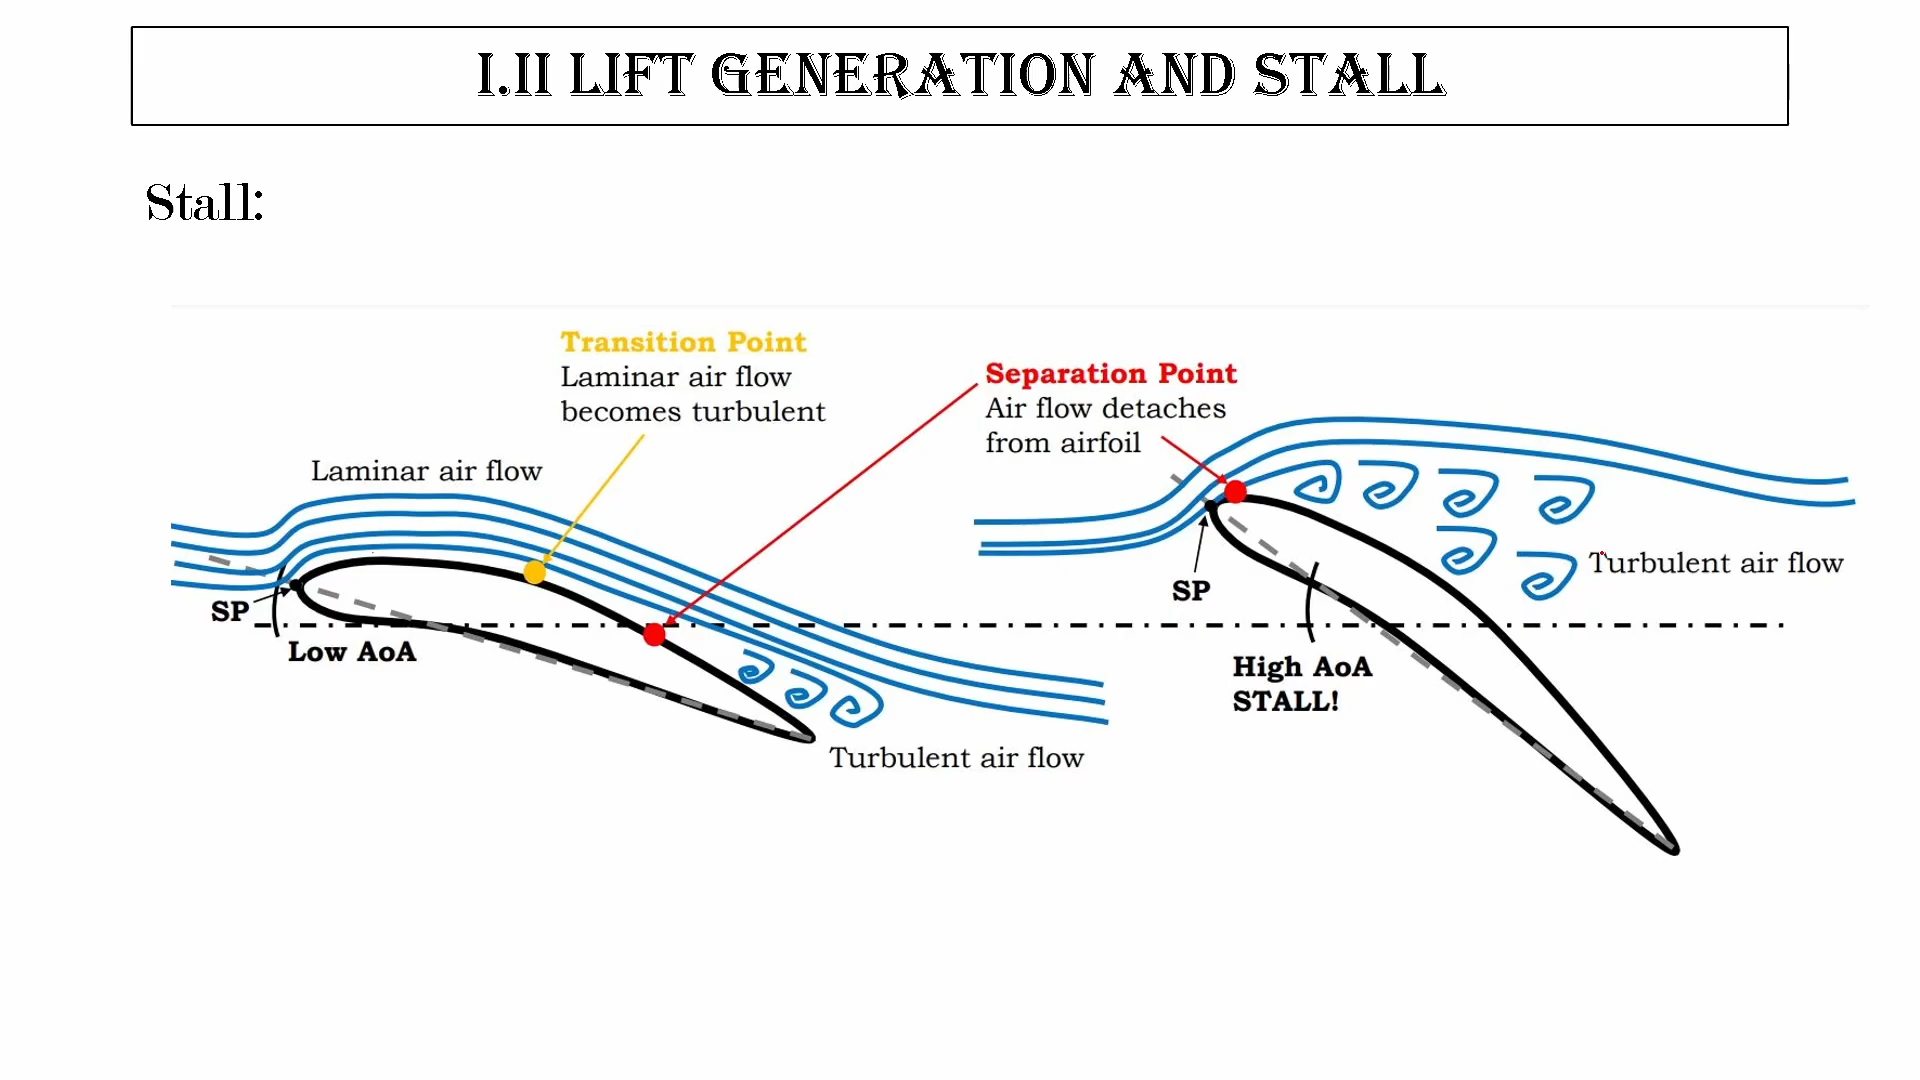 I.II LIFT GENERATION AND STALL
Stall:
Transition Point
Laminar air flow
becomes turbulent
Separation Point
Air flow detaches
from airfoil
Laminar air flow
SP
Low AoA
Turbulent air flow
SP
High AoA
STALL!
Turbulent air flow